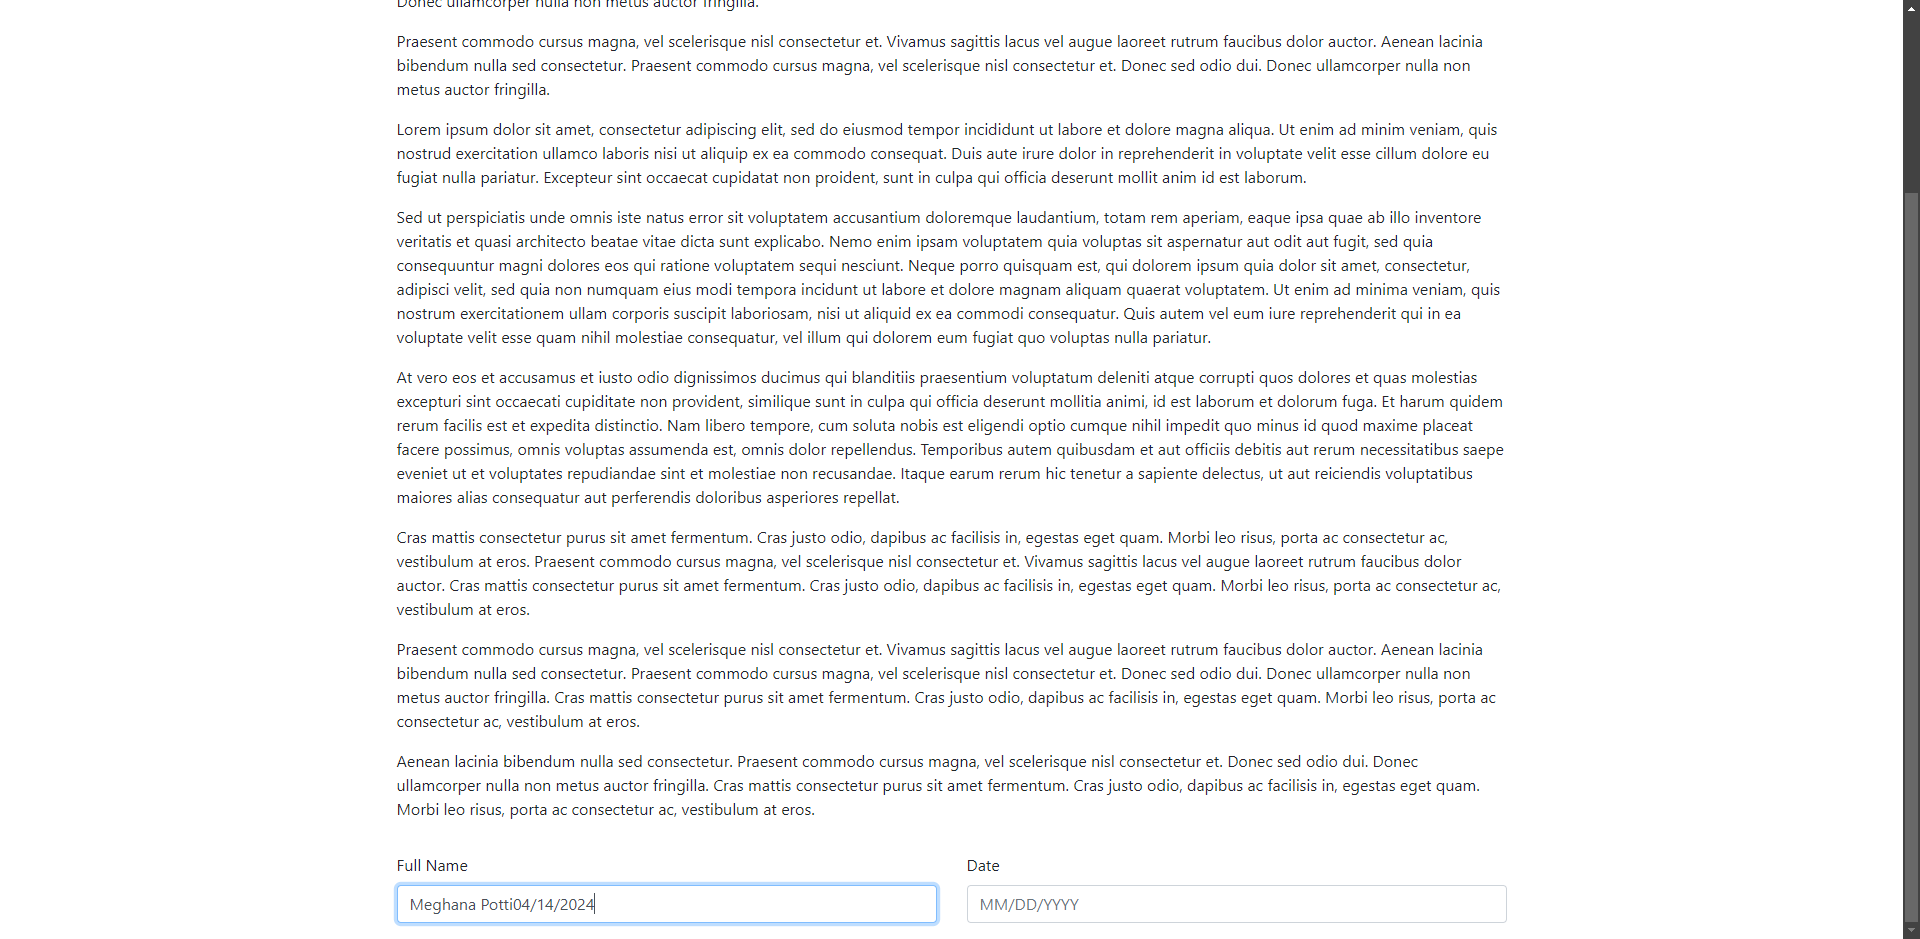 Donec ullamcorper nulla non metus auctor fringilla.
Praesent commodo cursus magna, vel scelerisque nisl consectetur et. Vivamus sagittis lacus vel augue laoreet rutrum faucibus dolor auctor. Aenean lacinia
bibendum nulla sed consectetur. Praesent commodo cursus magna, vel scelerisque nisl consectetur et. Donec sed odio dui. Donec ullamcorper nulla non
metus auctor fringilla.
Lorem ipsum dolor sit amet, consectetur adipiscing elit, sed do eiusmod tempor incididunt ut labore et dolore magna aliqua. Ut enim ad minim veniam, quis
nostrud exercitation ullamco laboris nisi ut aliquip ex ea commodo consequat. Duis aute irure dolor in reprehenderit in voluptate velit esse cillum dolore eu
fugiat nulla pariatur. Excepteur sint occaecat cupidatat non proident, sunt in culpa qui officia deserunt mollit anim id est laborum.
Sed ut perspiciatis unde omnis iste natus error sit voluptatem accusantium doloremque laudantium, totam rem aperiam, eaque ipsa quae ab illo inventore
veritatis et quasi architecto beatae vitae dicta sunt explicabo. Nemo enim ipsam voluptatem quia voluptas sit aspernatur aut odit aut fugit, sed quia
consequuntur magni dolores eos qui ratione voluptatem sequi nesciunt. Neque porro quisquam est, qui dolorem ipsum quia dolor sit amet, consectetur,
adipisci velit, sed quia non numquam eius modi tempora incidunt ut labore et dolore magnam aliquam quaerat voluptatem. Ut enim ad minima veniam, quis
nostrum exercitationem ullam corporis suscipit laboriosam, nisi ut aliquid ex ea commodi consequatur. Quis autem vel eum iure reprehenderit qui in ea
voluptate velit esse quam nihil molestiae consequatur, vel illum qui dolorem eum fugiat quo voluptas nulla pariatur.
At vero eos et accusamus et iusto odio dignissimos ducimus qui blanditiis praesentium voluptatum deleniti atque corrupti quos dolores et quas molestias
excepturi sint occaecati cupiditate non provident, similique sunt in culpa qui officia deserunt mollitia animi, id est laborum et dolorum fuga. Et harum quidem
rerum facilis est et expedita distinctio. Nam libero tempore, cum soluta nobis est eligendi optio cumque nihil impedit quo minus id quod maxime placeat
facere possimus, omnis voluptas assumenda est, omnis dolor repellendus. Temporibus autem quibusdam et aut officiis debitis aut rerum necessitatibus saepe
eveniet ut et voluptates repudiandae sint et molestiae non recusandae. Itaque earum rerum hic tenetur a sapiente delectus, ut aut reiciendis voluptatibus
maiores alias consequatur aut perferendis doloribus asperiores repellat.
Cras mattis consectetur purus sit amet fermentum. Cras justo odio, dapibus ac facilisis in, egestas eget quam. Morbi leo risus, porta ac consectetur ac,
vestibulum at eros. Praesent commodo cursus magna, vel scelerisque nisl consectetur et. Vivamus sagittis lacus vel augue laoreet rutrum faucibus dolor
auctor. Cras mattis consectetur purus sit amet fermentum. Cras justo odio, dapibus ac facilisis in, egestas eget quam. Morbi leo risus, porta ac consectetur ac,
vestibulum at eros.
Praesent commodo cursus magna, vel scelerisque nisl consectetur et. Vivamus sagittis lacus vel augue laoreet rutrum faucibus dolor auctor. Aenean lacinia
bibendum nulla sed consectetur. Praesent commodo cursus magna, vel scelerisque nisl consectetur et. Donec sed odio dui. Donec ullamcorper nulla non
metus auctor fringilla. Cras mattis consectetur purus sit amet fermentum. Cras justo odio, dapibus ac facilisis in, egestas eget quam. Morbi leo risus, porta ac
consectetur ac, vestibulum at eros.
Aenean lacinia bibendum nulla sed consectetur. Praesent commodo cursus magna, vel scelerisque nisl consectetur et. Donec sed odio dui. Donec
ullamcorper nulla non metus auctor fringilla. Cras mattis consectetur purus sit amet fermentum. Cras justo odio, dapibus ac facilisis in, egestas eget quam.
Morbi leo risus, porta ac consectetur ac, vestibulum at eros.
Full Name
Meghana Potti04/14/2024
Date
MM/DD/YYYY